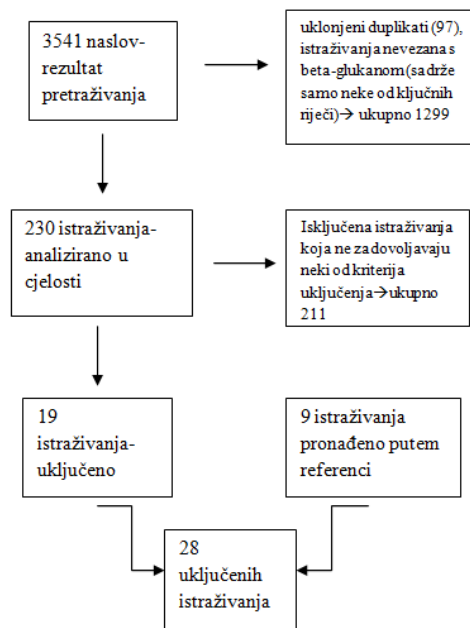 3541 naslov-
rezultat
pretraživanja
uklonjeni duplikati (97),
istraživanja nevezana s
beta-glukanom(sadrže
samo neke od ključnih
riječi)→ ukupno 1299
230 istraživanja-
analizirano u
cjelosti
Isključena istraživanja
koja ne zadovoljavaju
neki od kriterija
uključenja→ukupno
211
19
istraživanja-
uključeno
9 istraživanja
pronađeno putem
referenci
28
uključenih
istraživanja